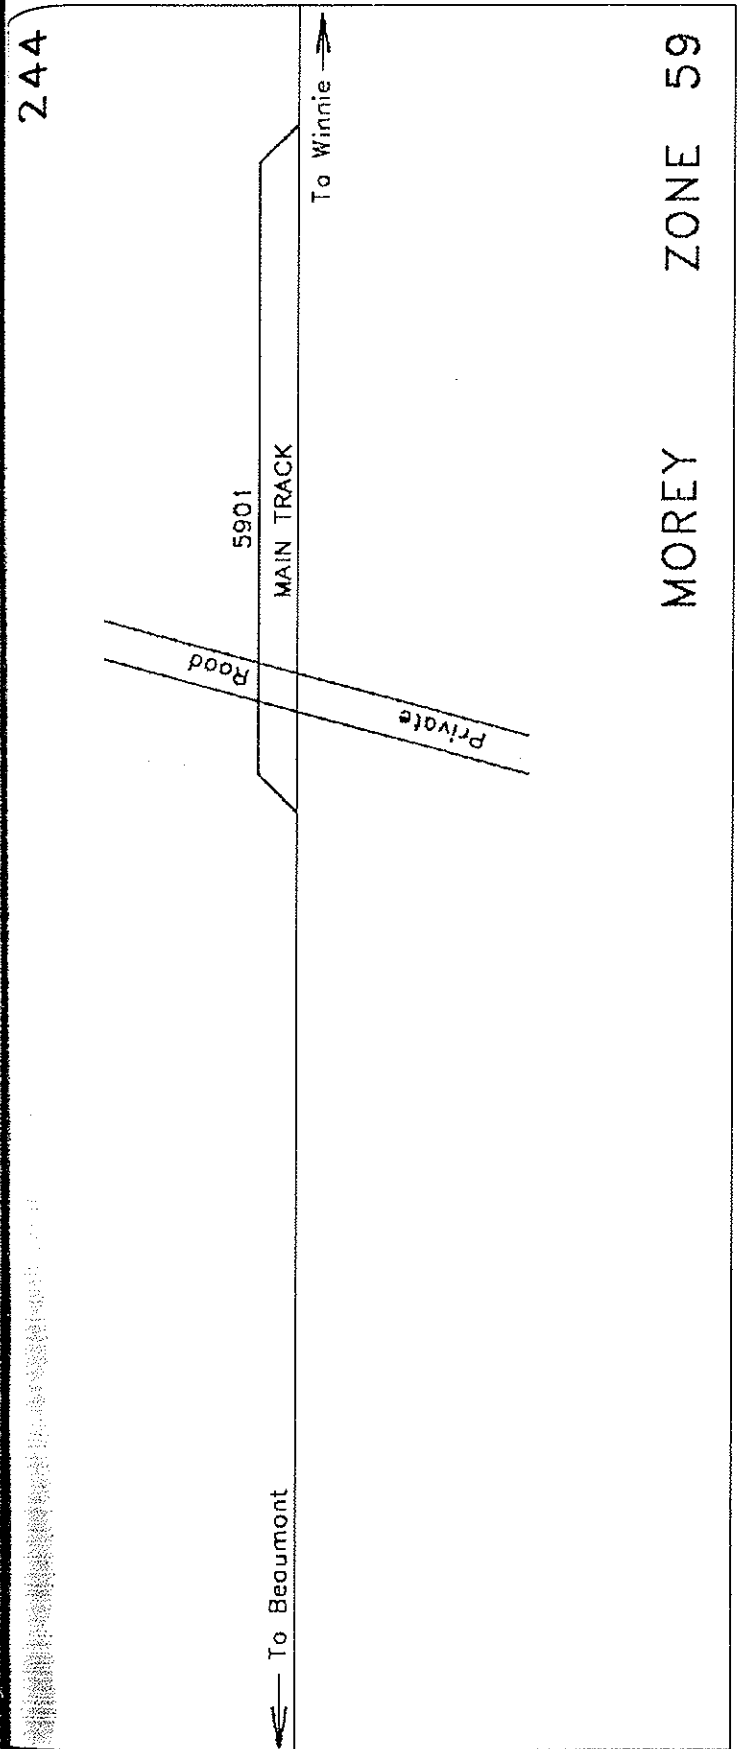 244
5901
MAIN TRACK
Road
Private
To Winnie
To Beaumont
MOREY ZONE 59